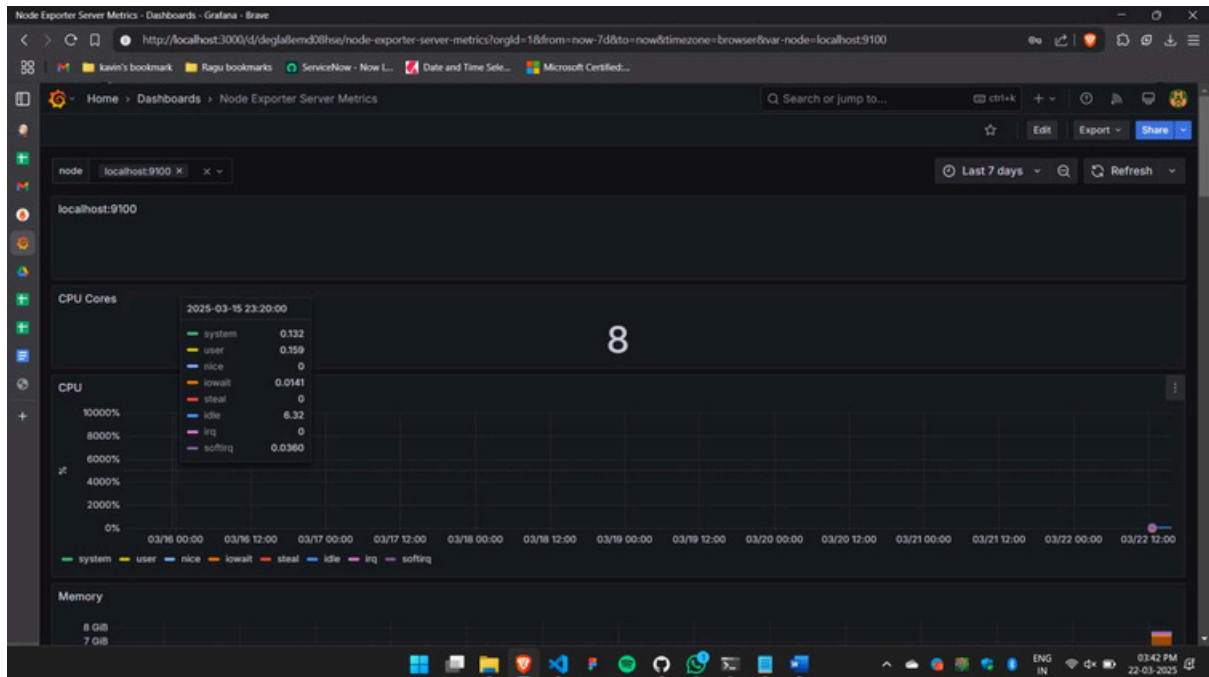 Node Exporter Server Metrics - Dashboards - Grafana - Brave
http://localhost:3000/d/degla8emd08hse/node-exporter-server-metrics?orgId=1&from=now-7d&to=now&timezone=browser&var-node=localhost:9100
kavin's bookmark Ragu bookmarks ServiceNow - Now L... Date and Time Sele... Microsoft Certified:...
Home › Dashboards › Node Exporter Server Metrics Search or jump to... ctrl+k
Edit Export Share
node localhost:9100 × Last 7 days Refresh
localhost:9100
CPU Cores
8
2025-03-15 23:20:00
system 0.132
user 0.159
nice 0
iowait 0.0141
steal 0
idle 6.32
irq 0
softirq 0.0360
CPU
10000%
8000%
6000%
4000%
2000%
0%
%
03/16 00:00 03/16 12:00 03/17 00:00 03/17 12:00 03/18 00:00 03/18 12:00 03/19 00:00 03/19 12:00 03/20 00:00 03/20 12:00 03/21 00:00 03/21 12:00 03/22 00:00 03/22 12:00
system user nice iowait steal idle irq softirq
Memory
8 GiB
7 GiB
ENG
IN
03:42 PM
22-03-2025